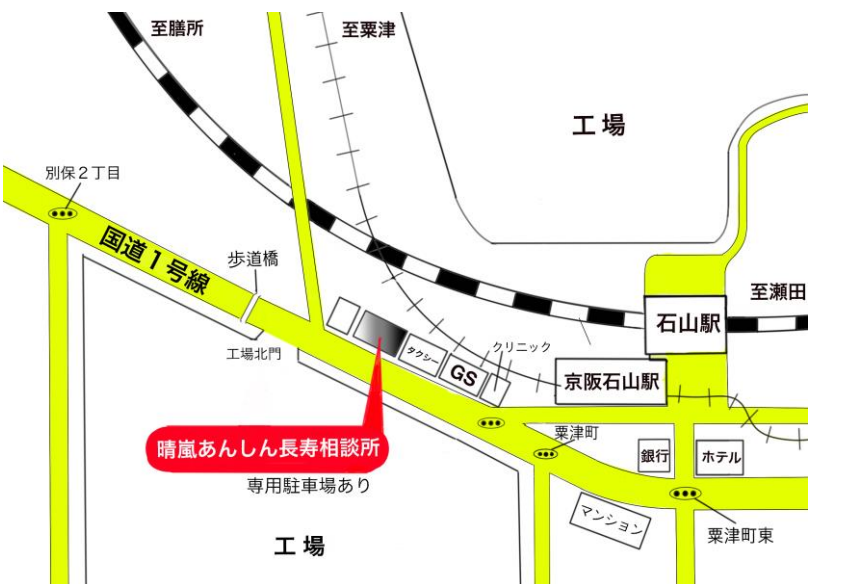 至膳所
至粟津
工場
別保２丁目
国道１号線
歩道橋
至瀬田
石山駅
工場北門
タクシー
GS
クリニック
京阪石山駅
晴嵐あんしん長寿相談所
専用駐車場あり
粟津町
銀行
ホテル
マンション
粟津町東
工場